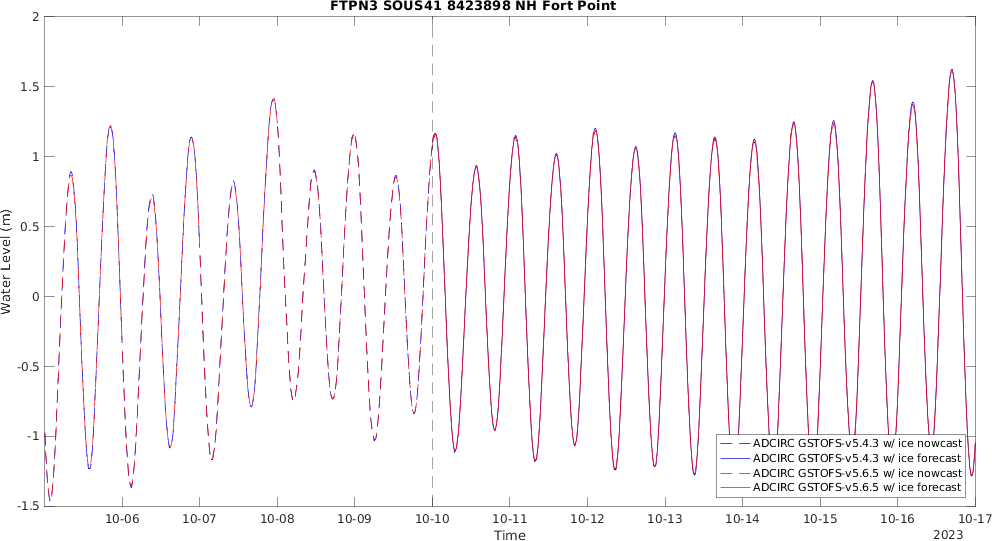 FTPN3 SOUS41 8423898 NH Fort Point
2
1.5
1
0.5
0
-0.5
-1
-1.5
Water Level (m)
ADCIRC GSTOFS-v5.4.3 w/ ice nowcast
ADCIRC GSTOFS-v5.4.3 w/ ice forecast
ADCIRC GSTOFS-v5.6.5 w/ ice nowcast
ADCIRC GSTOFS-v5.6.5 w/ ice forecast
10-06 10-07 10-08 10-09 10-10 10-11 10-12 10-13 10-14 10-15 10-16 10-17
Time
2023